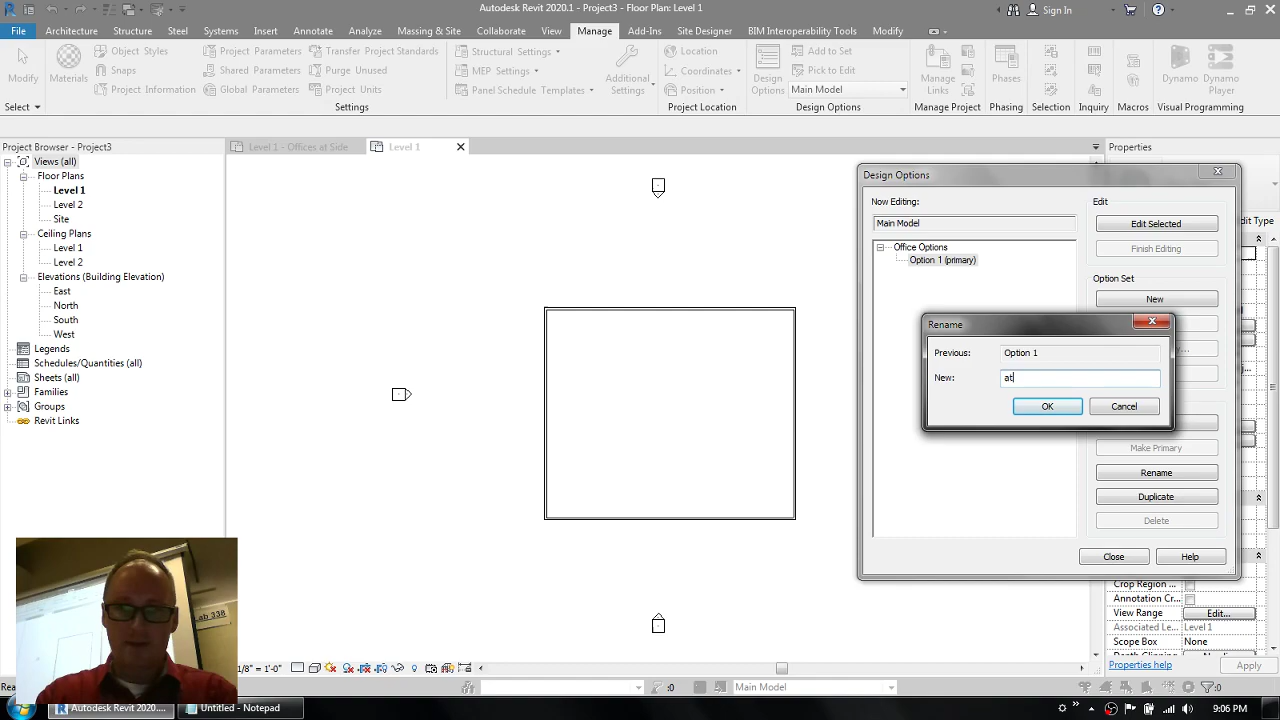 Autodesk Revit 2020.1 - Project3 - Floor Plan: Level 1
Sign In
File Architecture Structure Steel Systems Insert Annotate Analyze Massing & Site Collaborate View Manage Add-Ins Site Designer BIM Interoperability Tools Modify
Modify
Materials
Object Styles
Snaps
Project Information
Project Parameters
Shared Parameters
Global Parameters
Transfer Project Standards
Purge Unused
Project Units
Structural Settings
MEP Settings
Panel Schedule Templates
Additional
Settings
Location
Coordinates
Position
Design
Options
Add to Set
Pick to Edit
Main Model
Manage
Links
Phases
Dynamo
Dynamo
Player
Select Settings Project Location Design Options Manage Project Phasing Selection Inquiry Macros Visual Programming
Project Browser - Project3
Views (all)
Floor Plans
Level 1
Level 2
Site
Ceiling Plans
Level 1
Level 2
Elevations (Building Elevation)
East
North
South
West
Legends
Schedules/Quantities (all)
Sheets (all)
Families
Groups
Revit Links
Level 1 - Offices at Side
Level 1
Properties
Edit Type
Design Options
Now Editing:
Main Model
Office Options
Option 1 (primary)
Edit
Edit Selected
Finish Editing
Option Set
New
Make Primary
Rename
Duplicate
Delete
Close
Help
Rename
Previous: Option 1
New: at
OK
Cancel
Crop Region
Annotation Cr...
View Range Edit...
Associated Le... Level 1
Scope Box None
Properties help
Apply
Lab 338
1/8" = 1'-0"
:0
Main Model
:0
Autodesk Revit 2020....
Untitled - Notepad
9:06 PM